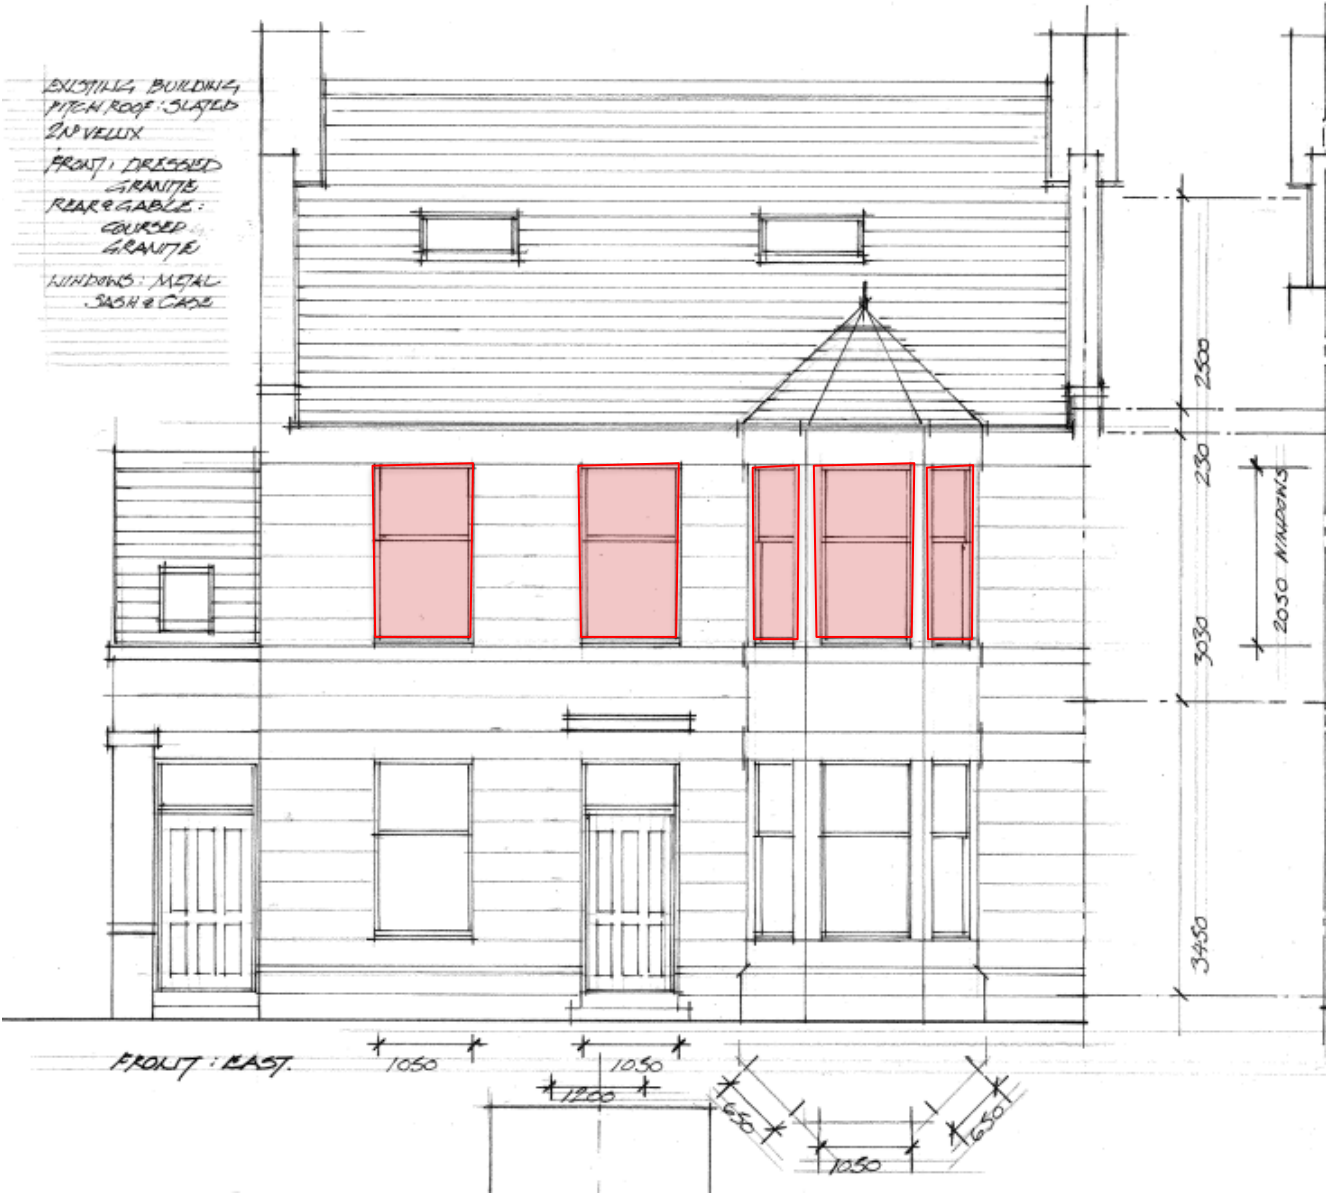 EXISTING BUILDING
PITCH ROOF: SLATED
2Nº VELUX
FRONT: DRESSED
GRANITE
REAR & GABLE:
COURSED
GRANITE
WINDOWS: METAL
SASH & CASE
2500
230
2050 WINDOWS
3030
3450
FRONT: EAST.
1050
1050
1200
650
650
1050